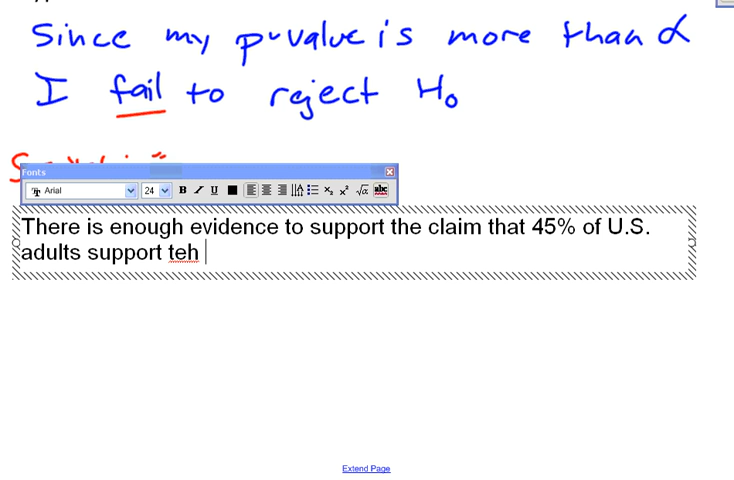 Since my p-value is more than α
I fail to reject H₀
Fonts
Arial 24 B I U abc
There is enough evidence to support the claim that 45% of U.S.
adults support teh
Extend Page